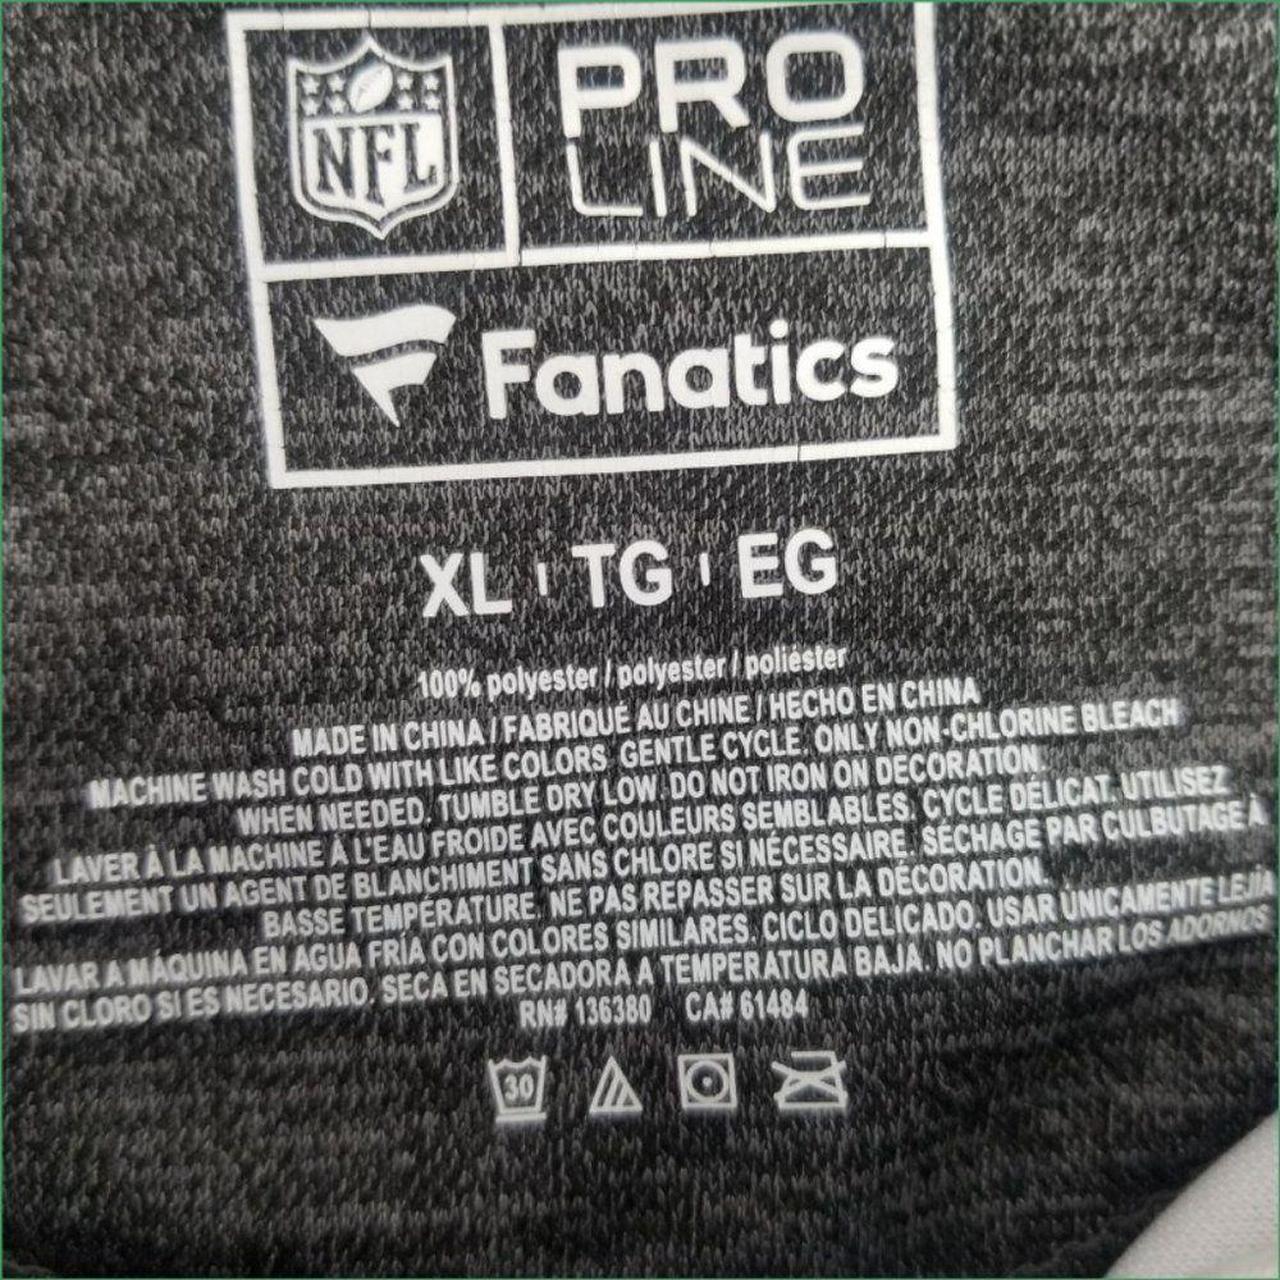 NFL
PRO
LINE
Fanatics
XL | TG | EG
100% polyester / polyester / poliéster
MADE IN CHINA / FABRIQUÉ AU CHINE / HECHO EN CHINA
MACHINE WASH COLD WITH LIKE COLORS. GENTLE CYCLE. ONLY NON-CHLORINE BLEACH
WHEN NEEDED. TUMBLE DRY LOW. DO NOT IRON ON DECORATION.
LAVER À LA MACHINE À L'EAU FROIDE AVEC COULEURS SEMBLABLES. CYCLE DÉLICAT. UTILISEZ
SEULEMENT UN AGENT DE BLANCHIMENT SANS CHLORE SI NÉCESSAIRE. SÉCHAGE PAR CULBUTAGE À
BASSE TEMPÉRATURE. NE PAS REPASSER SUR LA DÉCORATION.
LAVAR A MÁQUINA EN AGUA FRÍA CON COLORES SIMILARES. CICLO DELICADO. USAR ÚNICAMENTE LEJÍA
SIN CLORO SI ES NECESARIO. SECA EN SECADORA A TEMPERATURA BAJA. NO PLANCHAR LOS ADORNOS
RN# 136380 CA# 61484
30